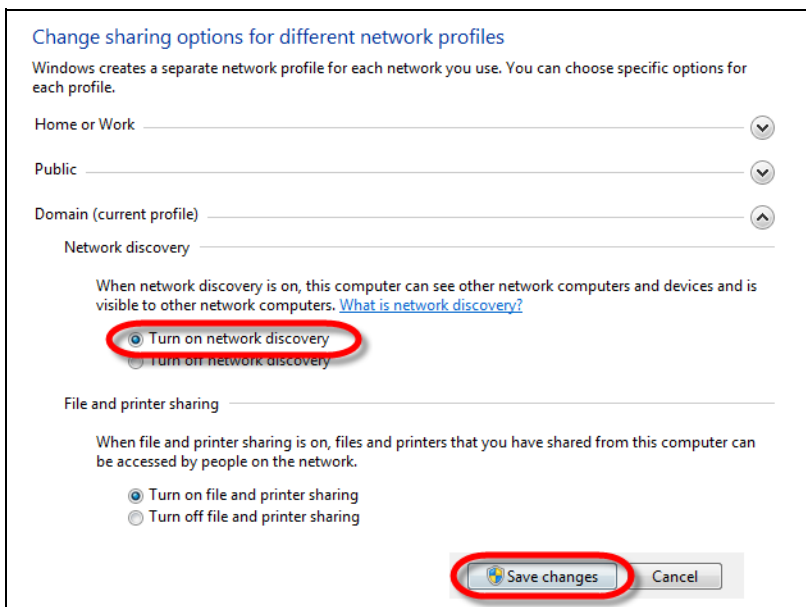 Change sharing options for different network profiles
Windows creates a separate network profile for each network you use. You can choose specific options for
each profile.
Home or Work
Public
Domain (current profile)
Network discovery
When network discovery is on, this computer can see other network computers and devices and is
visible to other network computers. What is network discovery?
Turn on network discovery
Turn off network discovery
File and printer sharing
When file and printer sharing is on, files and printers that you have shared from this computer can
be accessed by people on the network.
Turn on file and printer sharing
Turn off file and printer sharing
Save changes
Cancel